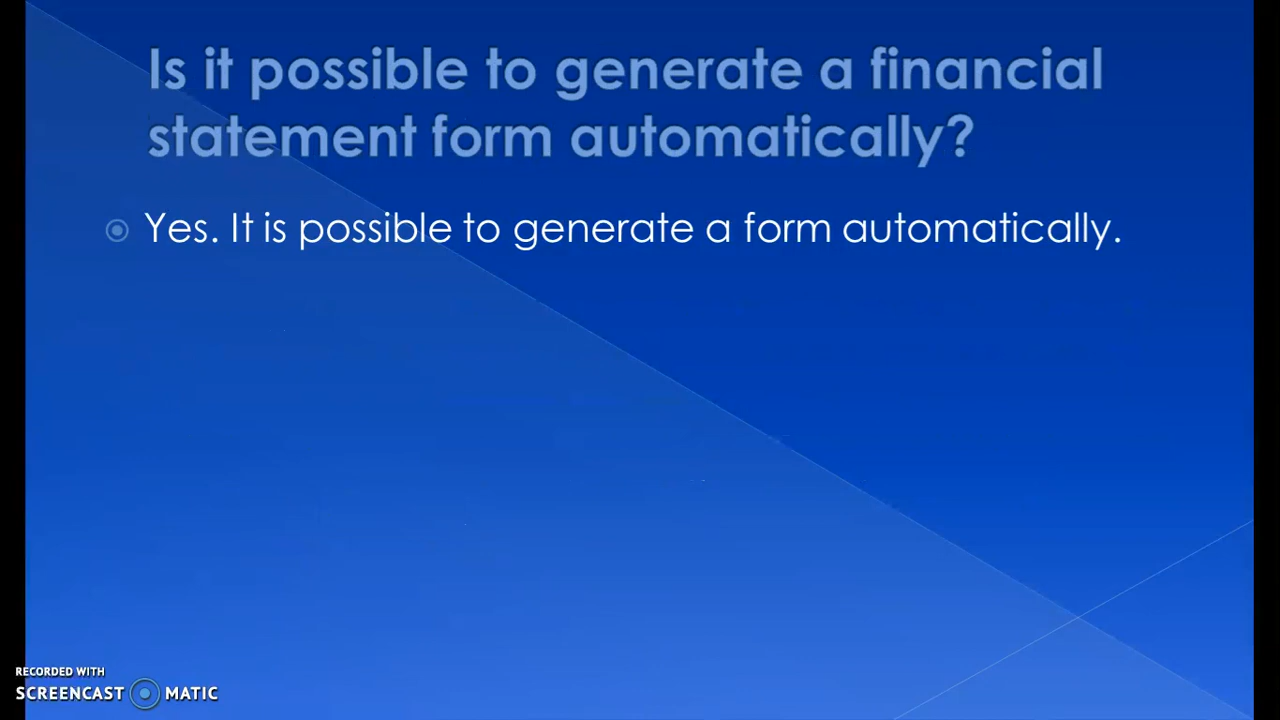 Is it possible to generate a financial
statement form automatically?
Yes. It is possible to generate a form automatically.
RECORDED WITH
SCREENCAST MATIC